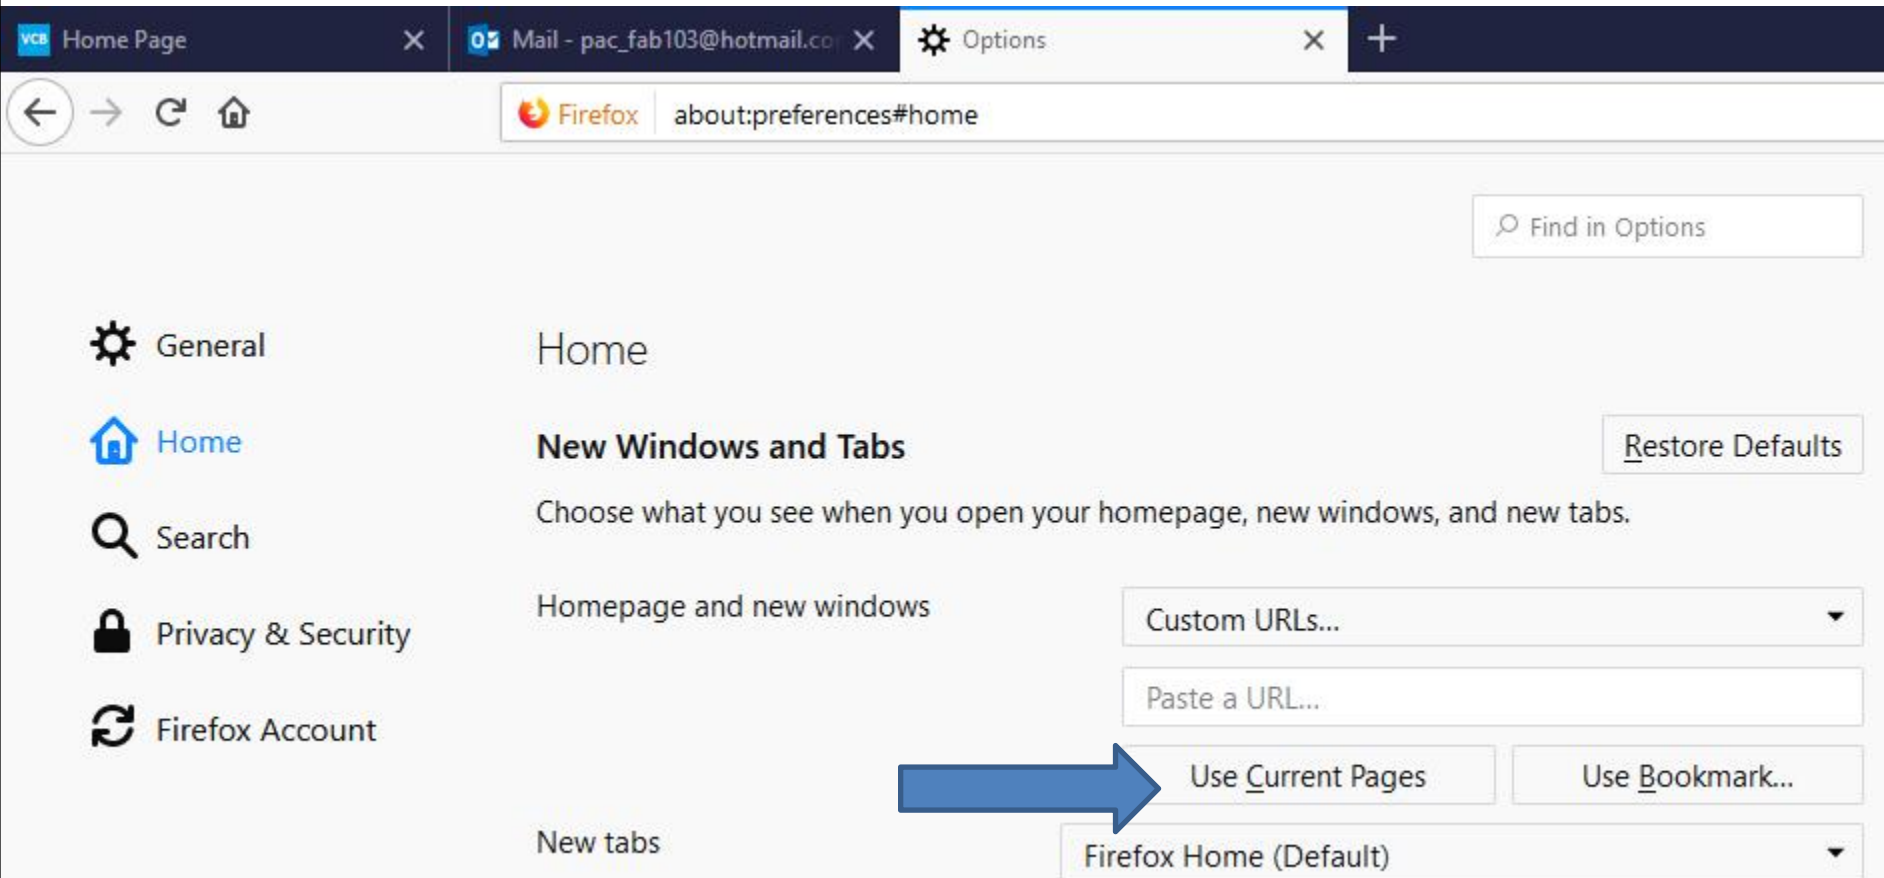 VCB Home Page
Mail - pac_fab103@hotmail.co
Options
Firefox about:preferences#home
Find in Options
General
Home
Search
Privacy & Security
Firefox Account
Home
New Windows and Tabs
Restore Defaults
Choose what you see when you open your homepage, new windows, and new tabs.
Homepage and new windows
Custom URLs...
Paste a URL...
Use Current Pages
Use Bookmark...
New tabs
Firefox Home (Default)